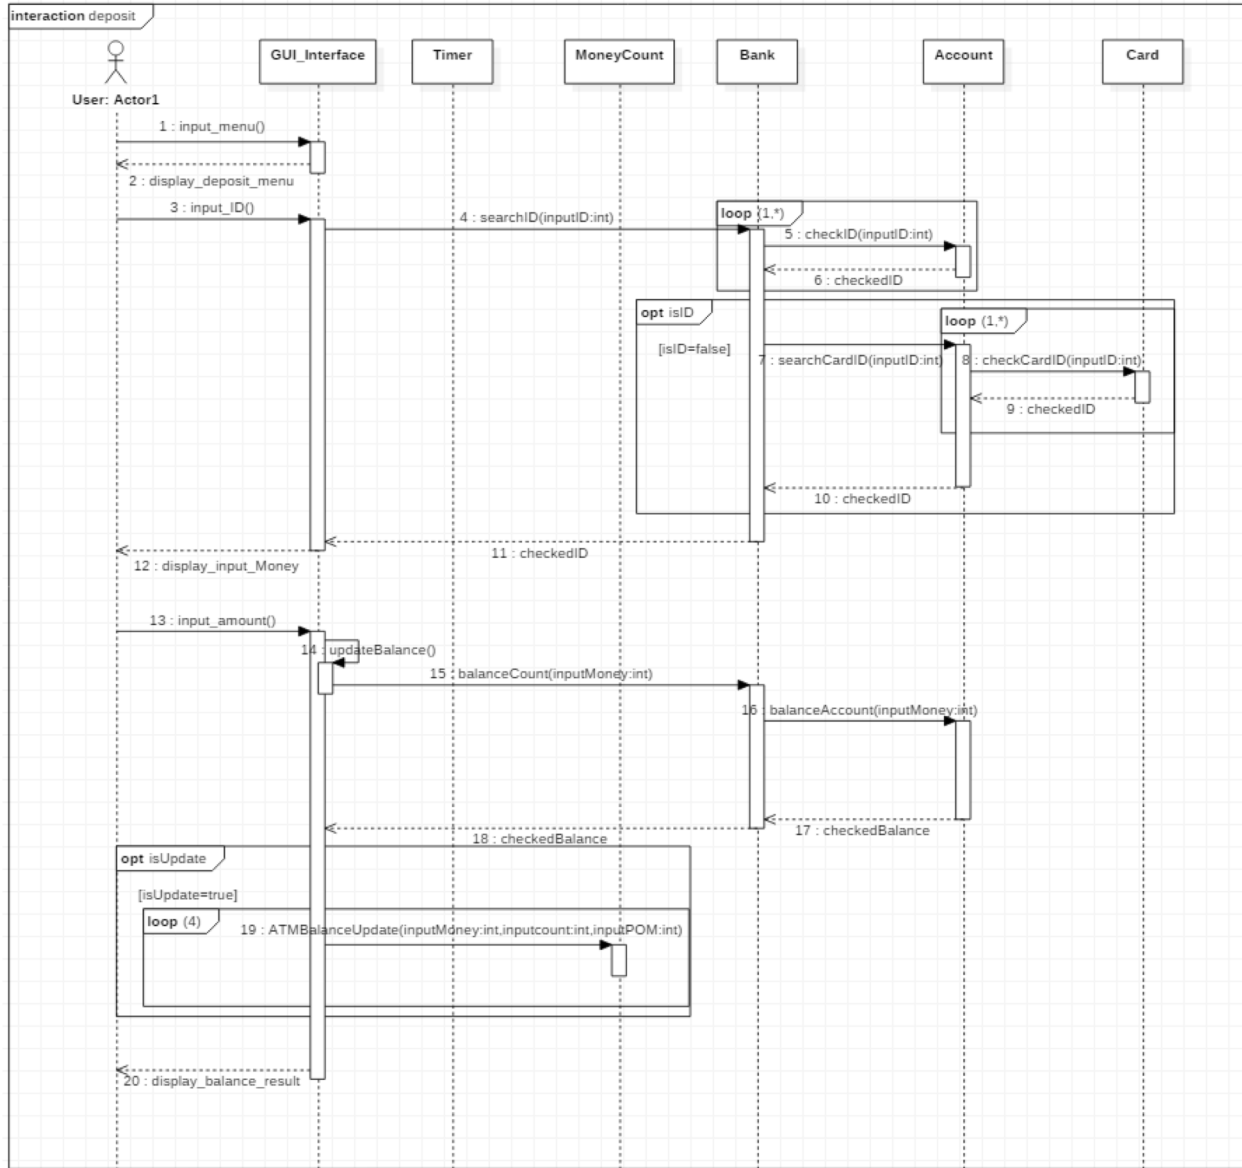 interaction deposit
GUI_Interface
Timer
MoneyCount
Bank
Account
Card
User: Actor1
1 : input_menu()
2 : display_deposit_menu
3 : input_ID()
4 : searchID(inputID:int)
loop (1,*)
5 : checkID(inputID:int)
6 : checkedID
opt isID
[isID=false]
loop (1,*)
7 : searchCardID(inputID:int)
8 : checkCardID(inputID:int)
9 : checkedID
10 : checkedID
11 : checkedID
12 : display_input_Money
13 : input_amount()
14 : updateBalance()
15 : balanceCount(inputMoney:int)
16 : balanceAccount(inputMoney:int)
17 : checkedBalance
18 : checkedBalance
opt isUpdate
[isUpdate=true]
loop (4)
19 : ATMBalanceUpdate(inputMoney:int,inputcount:int,inputPOM:int)
20 : display_balance_result